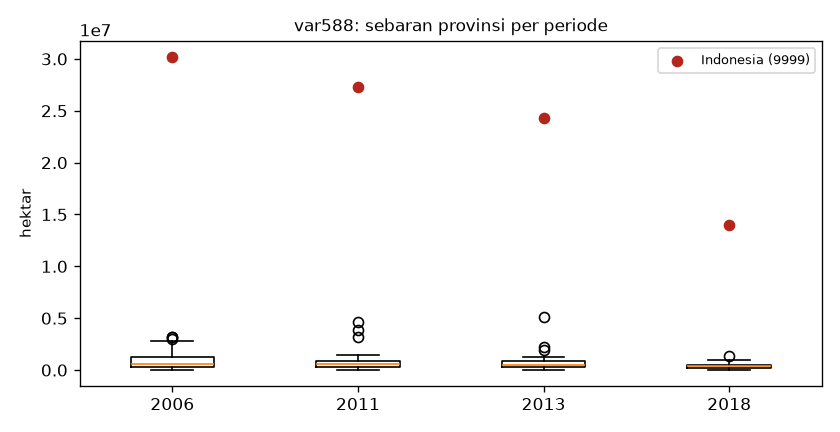 var588: sebaran provinsi per periode
1e7
Indonesia (9999)
3.0
2.5
2.0
1.5
1.0
0.5
0.0
hektar
2006 2011 2013 2018